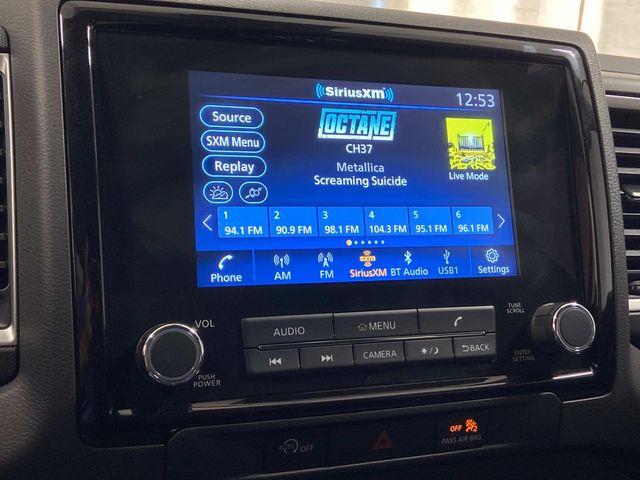 SiriusXM
12:53
Source
OCTANE
SXM Menu
CH37
Replay
Metallica
Screaming Suicide
Live Mode
1 2 3 4 5 6
94.1 FM 90.9 FM 98.1 FM 104.3 FM 95.1 FM 96.1 FM
Phone AM FM SXM SiriusXM BT Audio USB1 Settings
VOL
AUDIO MENU
TUNE
SCROLL
CAMERA BACK
PUSH
POWER
ENTER
SETTING
AUTO OFF
OFF 2
PASS AIR BAG